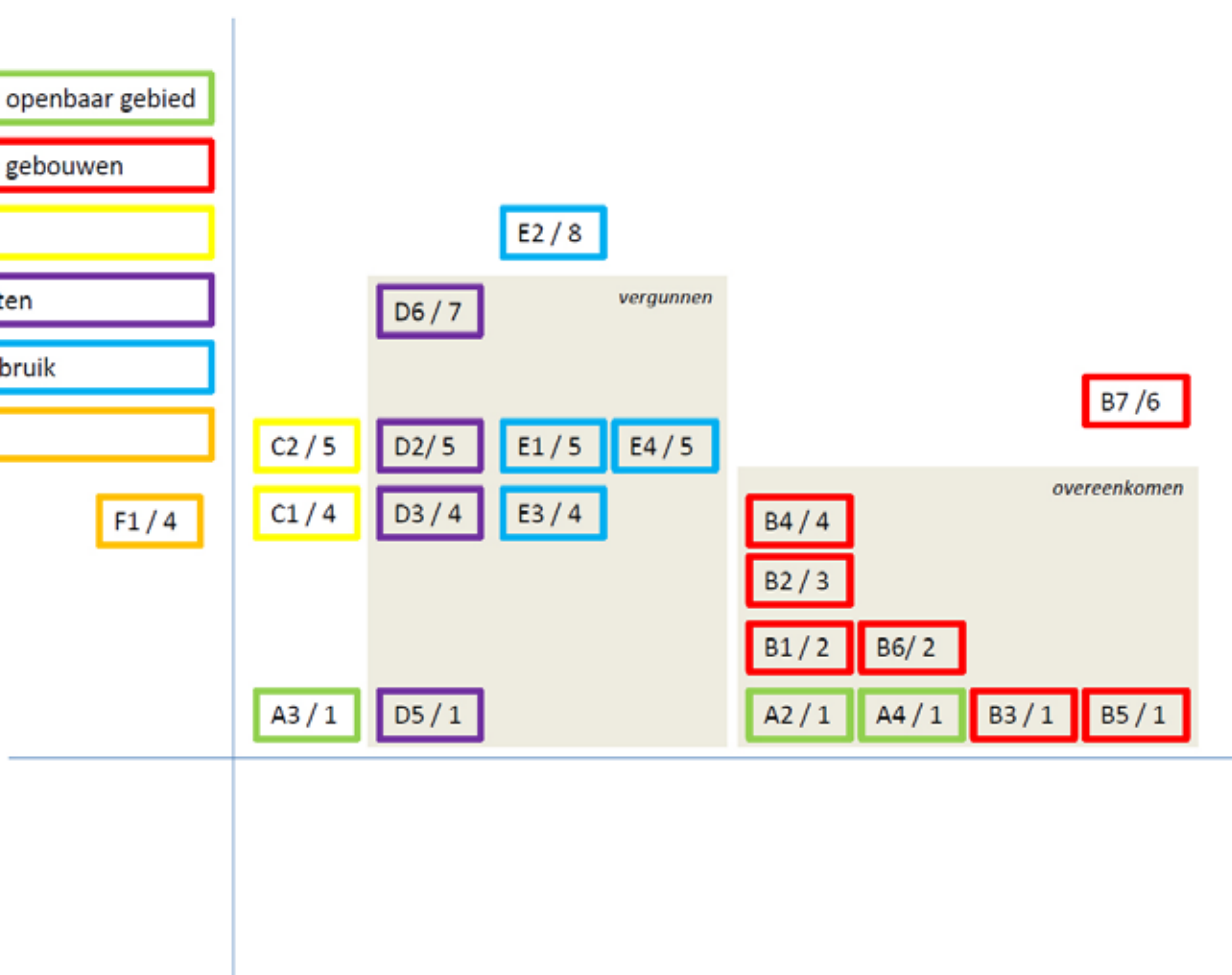 openbaar gebied
gebouwen
E2 / 8
ten
D6 / 7
vergunnen
bruik
B7 /6
C2 / 5
D2/ 5
E1 / 5
E4 / 5
overeenkomen
F1 / 4
C1 / 4
D3 / 4
E3 / 4
B4 / 4
B2 / 3
B1 / 2
B6/ 2
A3 / 1
D5 / 1
A2 / 1
A4 / 1
B3 / 1
B5 / 1